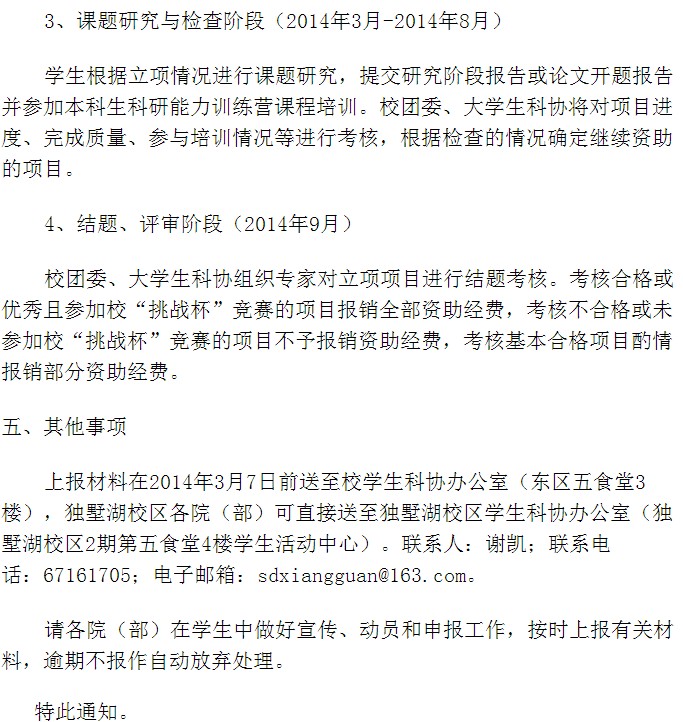 3、课题研究与检查阶段（2014年3月-2014年8月）
学生根据立项情况进行课题研究，提交研究阶段报告或论文开题报告
并参加本科生科研能力训练营课程培训。校团委、大学生科协将对项目进
度、完成质量、参与培训情况等进行考核，根据检查的情况确定继续资助
的项目。
4、结题、评审阶段（2014年9月）
校团委、大学生科协组织专家对立项项目进行结题考核。考核合格或
优秀且参加校“挑战杯”竞赛的项目报销全部资助经费，考核不合格或未
参加校“挑战杯”竞赛的项目不予报销资助经费，考核基本合格项目酌情
报销部分资助经费。
五、其他事项
上报材料在2014年3月7日前送至校学生科协办公室（东区五食堂3
楼），独墅湖校区各院（部）可直接送至独墅湖校区学生科协办公室（独
墅湖校区2期第五食堂4楼学生活动中心）。联系人：谢凯；联系电
话：67161705；电子邮箱：sdxiangguan@163.com。
请各院（部）在学生中做好宣传、动员和申报工作，按时上报有关材
料，逾期不报作自动放弃处理。
特此通知。